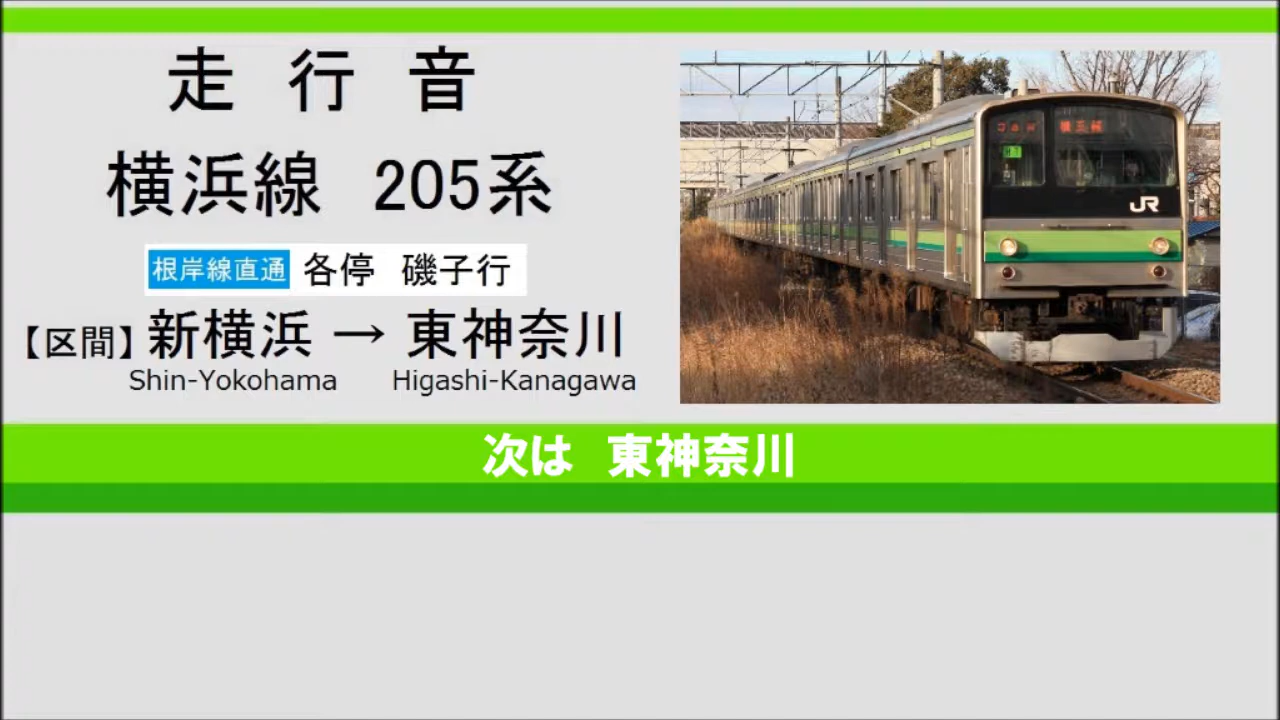 走 行 音
横浜線 205系
根岸線直通 各停 磯子行
【区間】新横浜 → 東神奈川
Shin-Yokohama Higashi-Kanagawa
JR
次は 東神奈川